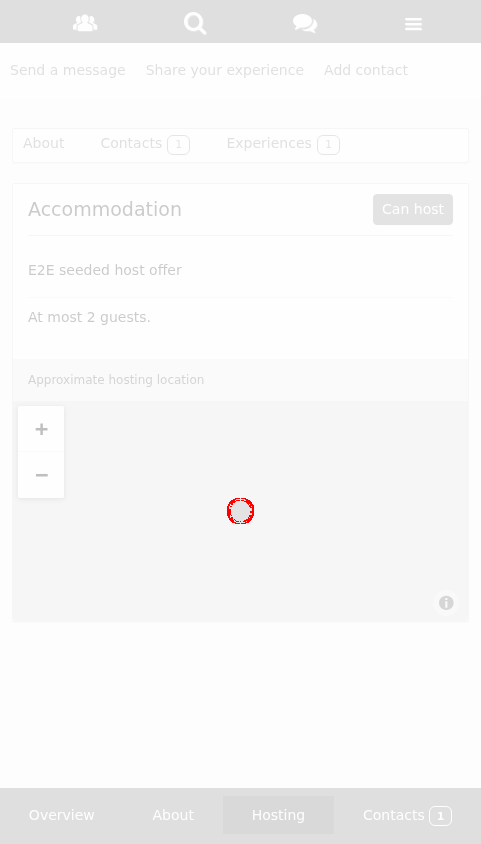 Send a message Share your experience Add contact
About Contacts 1 Experiences 1
Accommodation Can host
E2E seeded host offer
At most 2 guests.
Approximate hosting location
+
−
Overview About Hosting Contacts 1